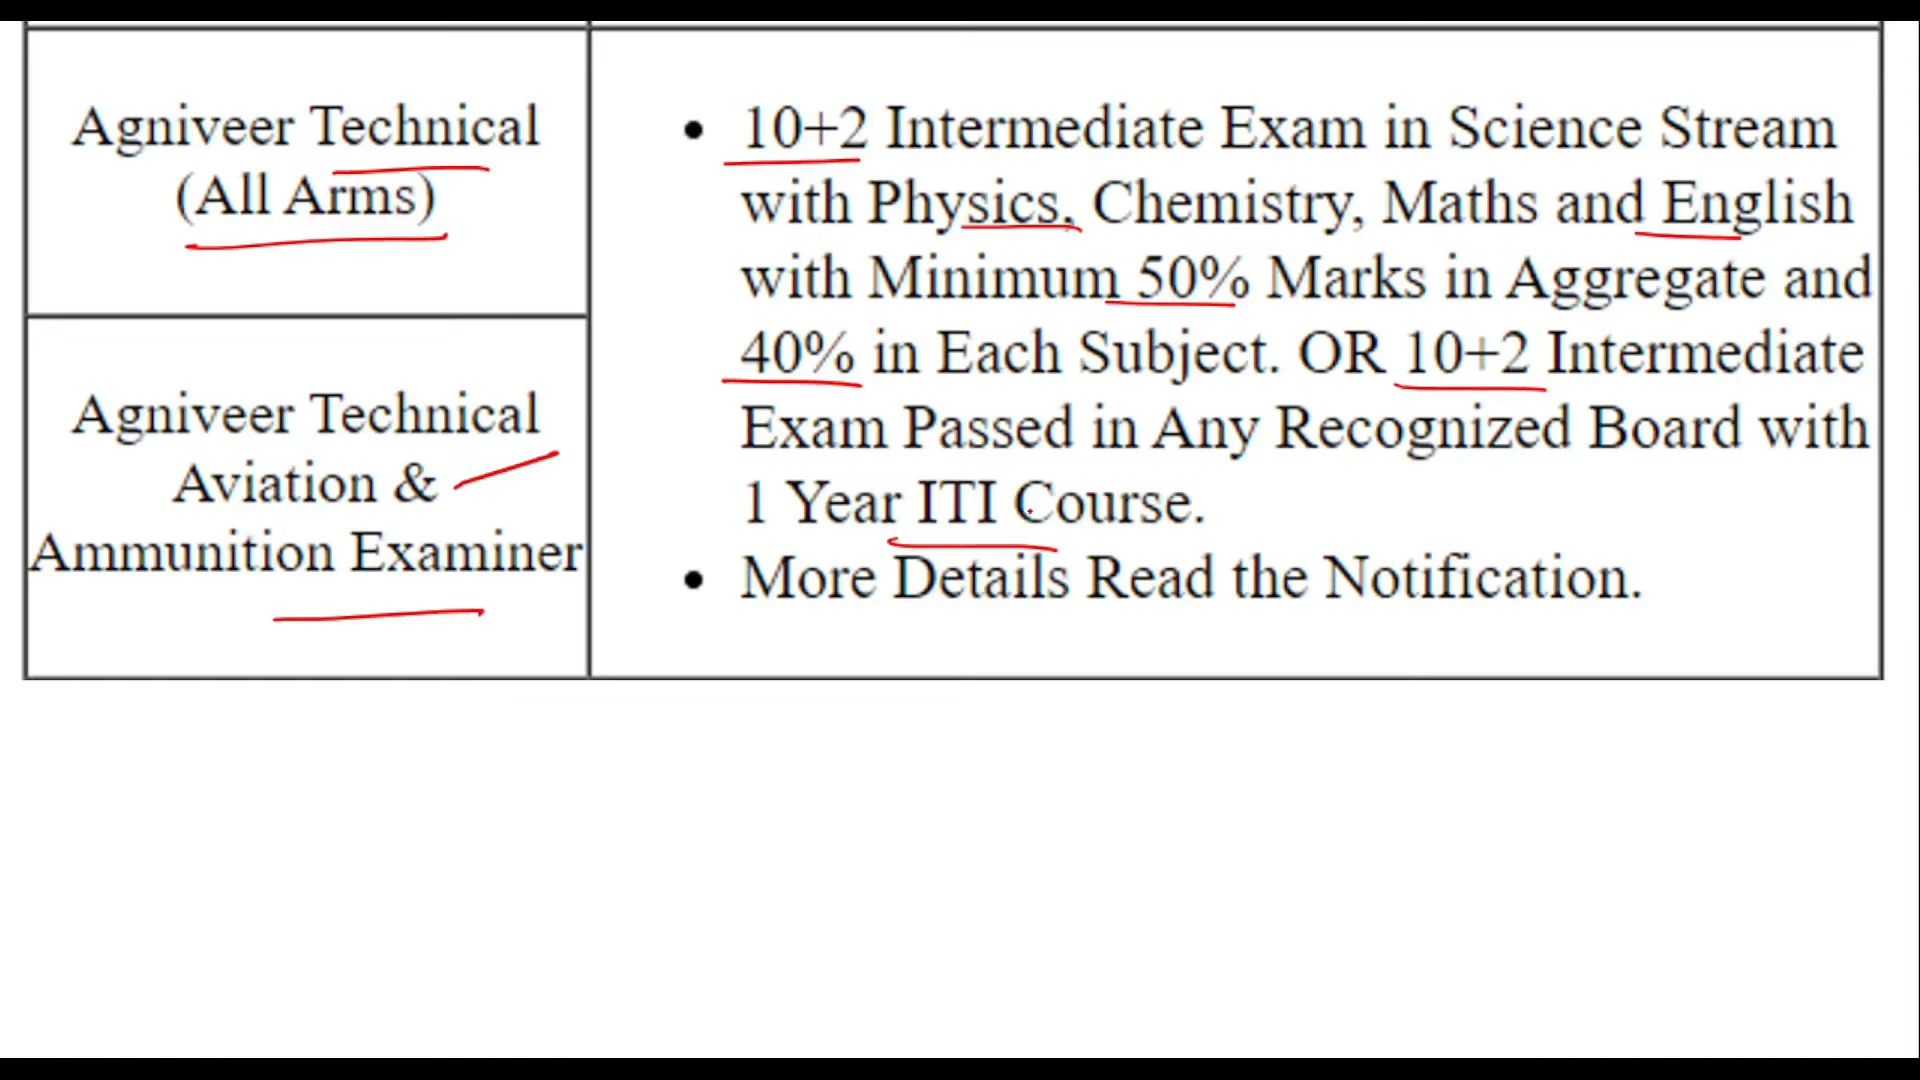 Agniveer Technical
(All Arms)
Agniveer Technical
Aviation &
Ammunition Examiner
• 10+2 Intermediate Exam in Science Stream
with Physics, Chemistry, Maths and English
with Minimum 50% Marks in Aggregate and
40% in Each Subject. OR 10+2 Intermediate
Exam Passed in Any Recognized Board with
1 Year ITI Course.
• More Details Read the Notification.